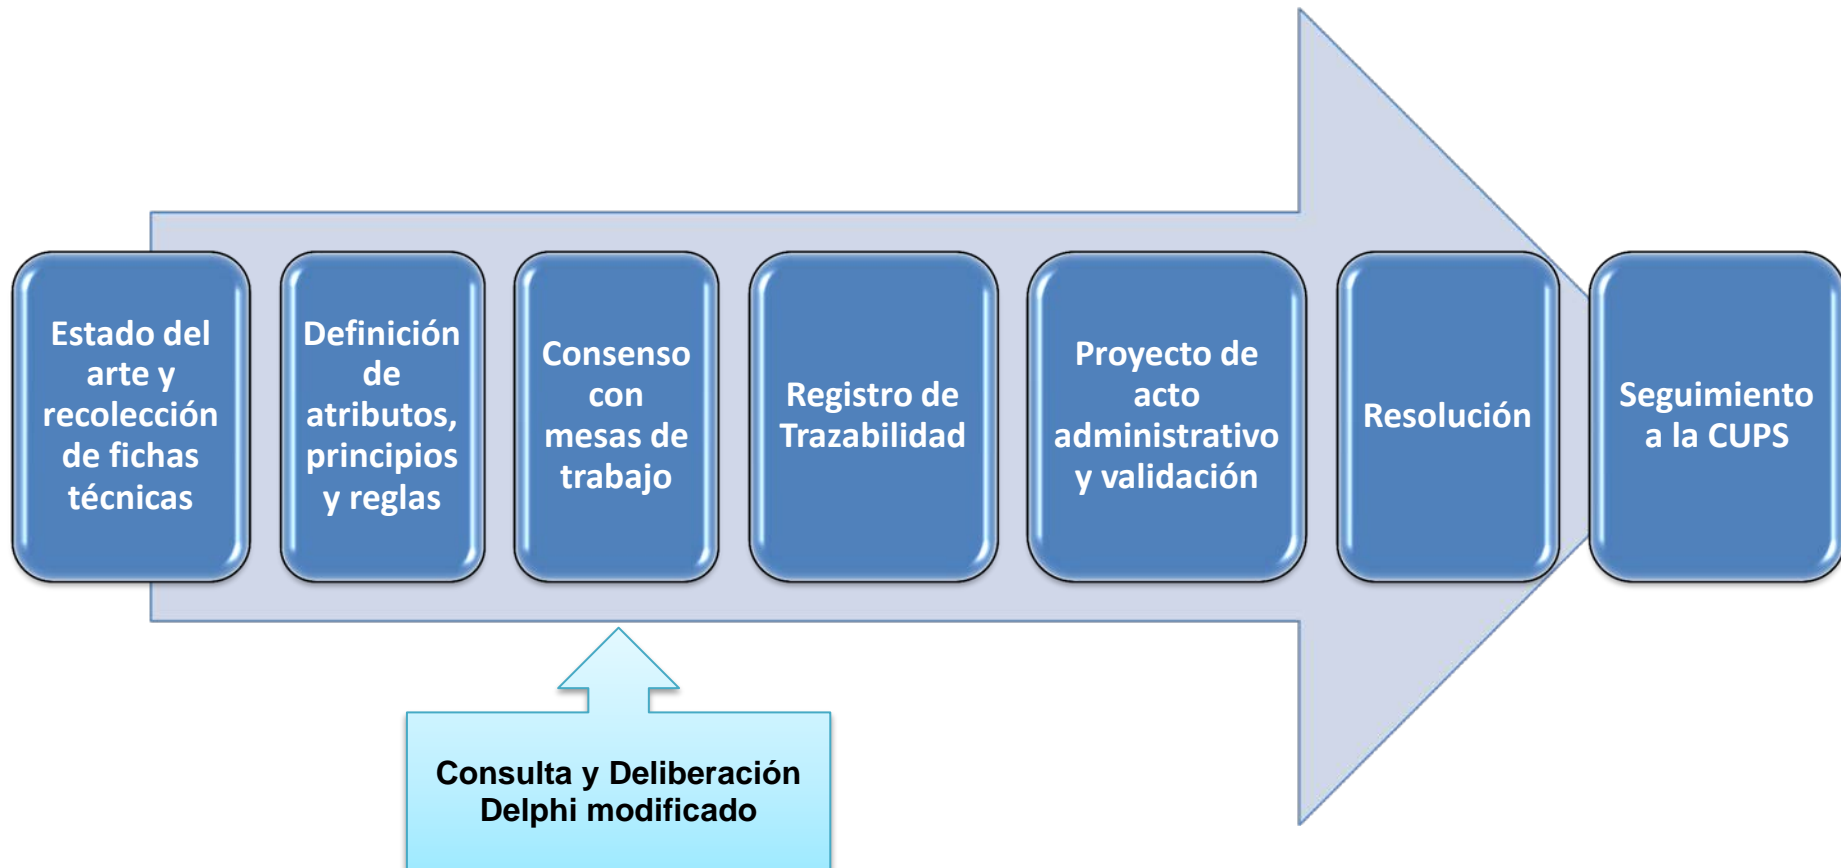 Estado del
arte y
recolección
de fichas
técnicas
Definición
de
atributos,
principios
y reglas
Consenso
con
mesas de
trabajo
Registro de
Trazabilidad
Proyecto de
acto
administrativo
y validación
Resolución
Seguimiento
a la CUPS
Consulta y Deliberación
Delphi modificado